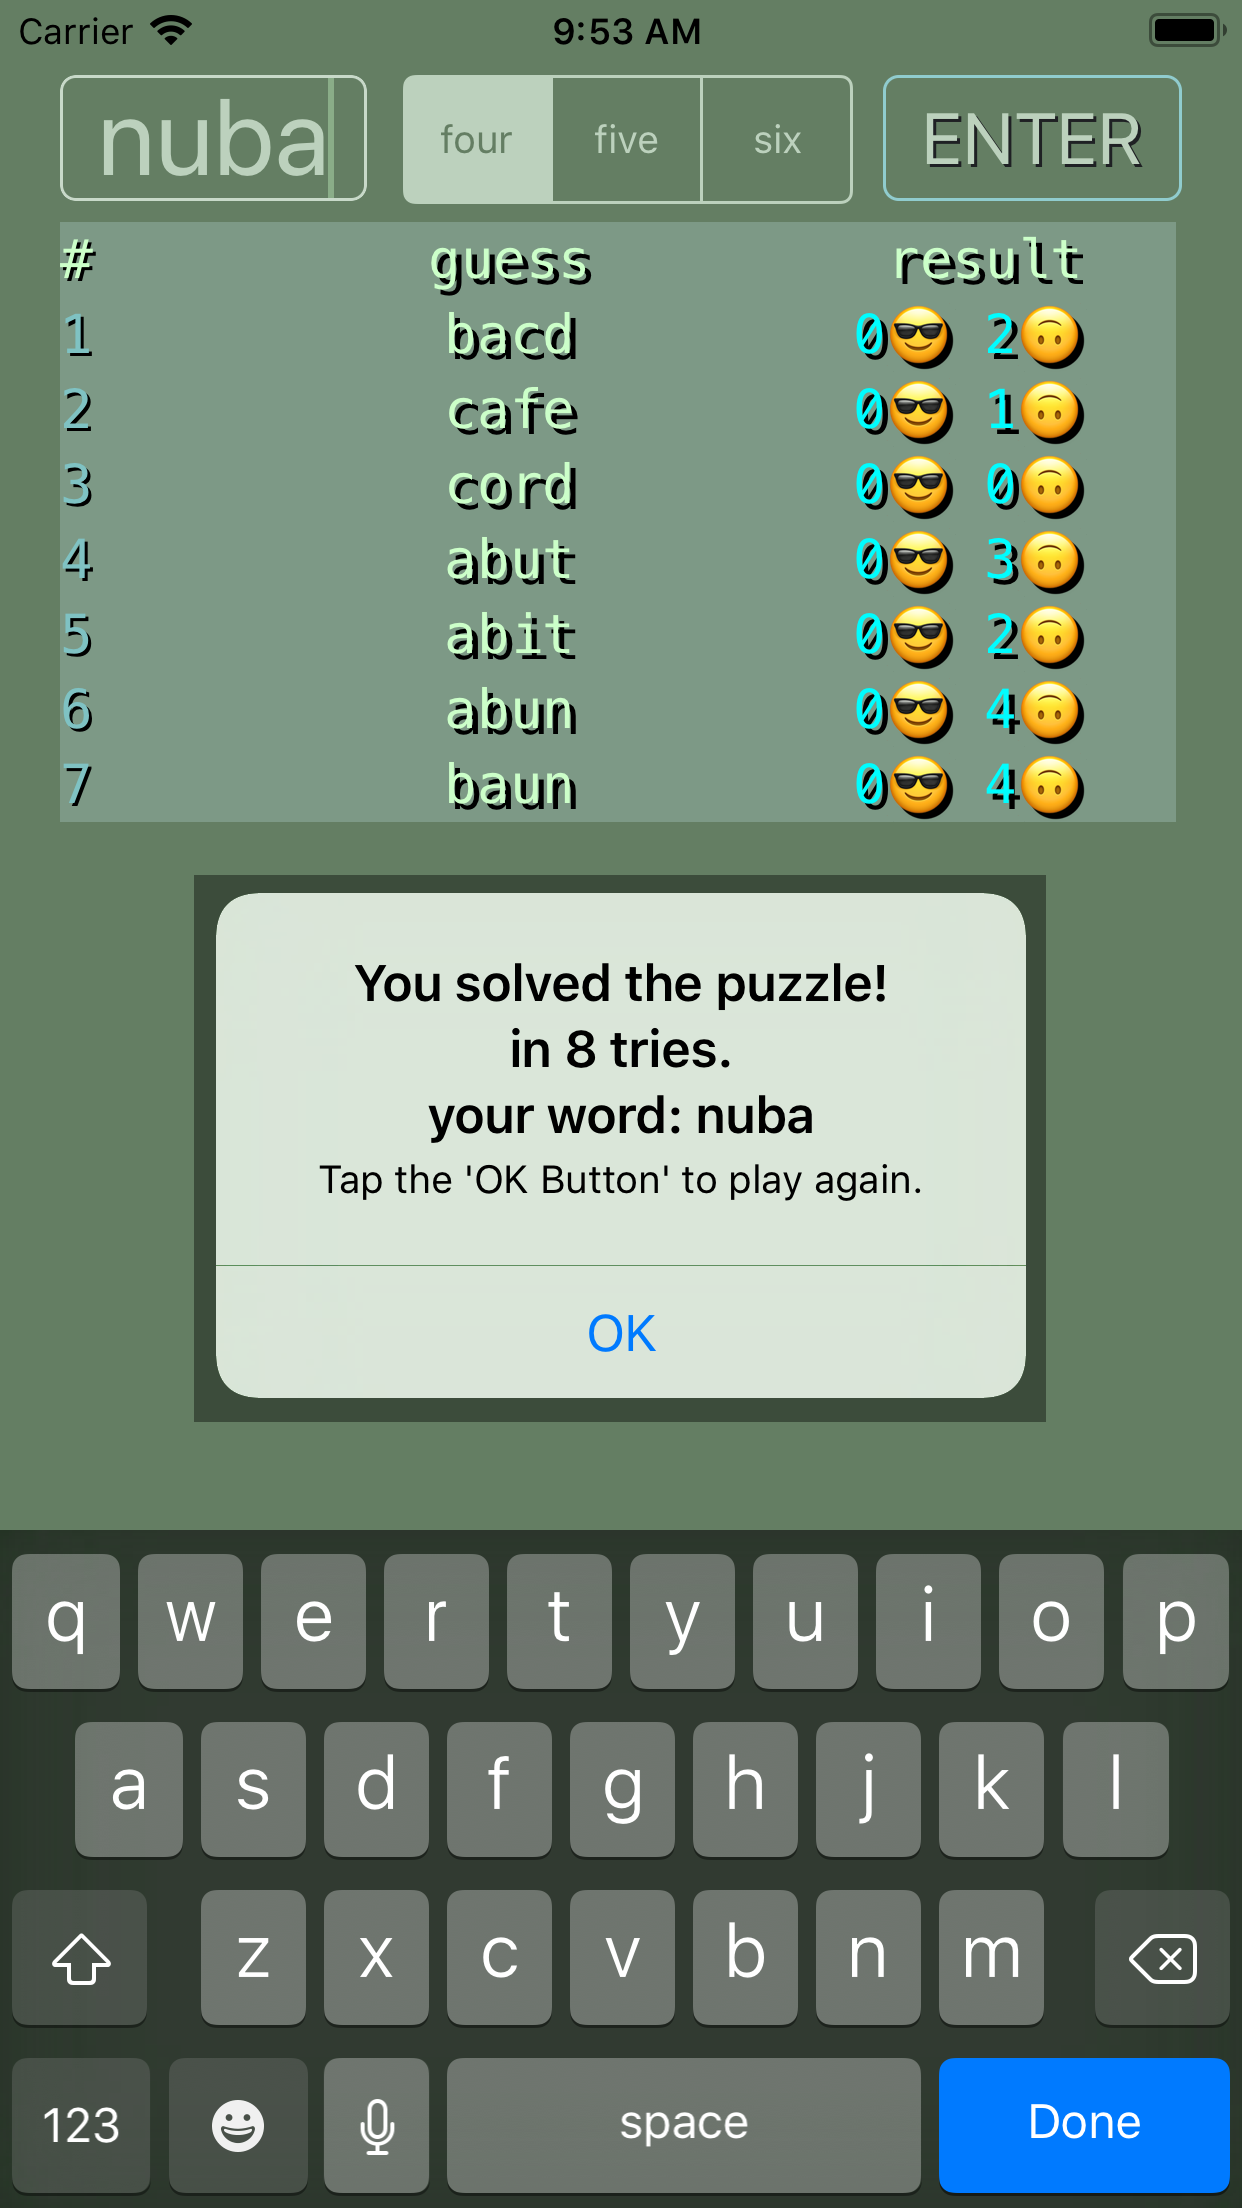 Carrier 9:53 AM
nuba four five six ENTER
# guess result
1 bacd 0😎 2🙃
2 cafe 0😎 1🙃
3 cord 0😎 0🙃
4 abut 0😎 3🙃
5 abit 0😎 2🙃
6 abun 0😎 4🙃
7 baun 0😎 4🙃
You solved the puzzle!
in 8 tries.
your word: nuba
Tap the 'OK Button' to play again.
OK
q w e r t y u i o p
a s d f g h j k l
z x c v b n m
123 space Done